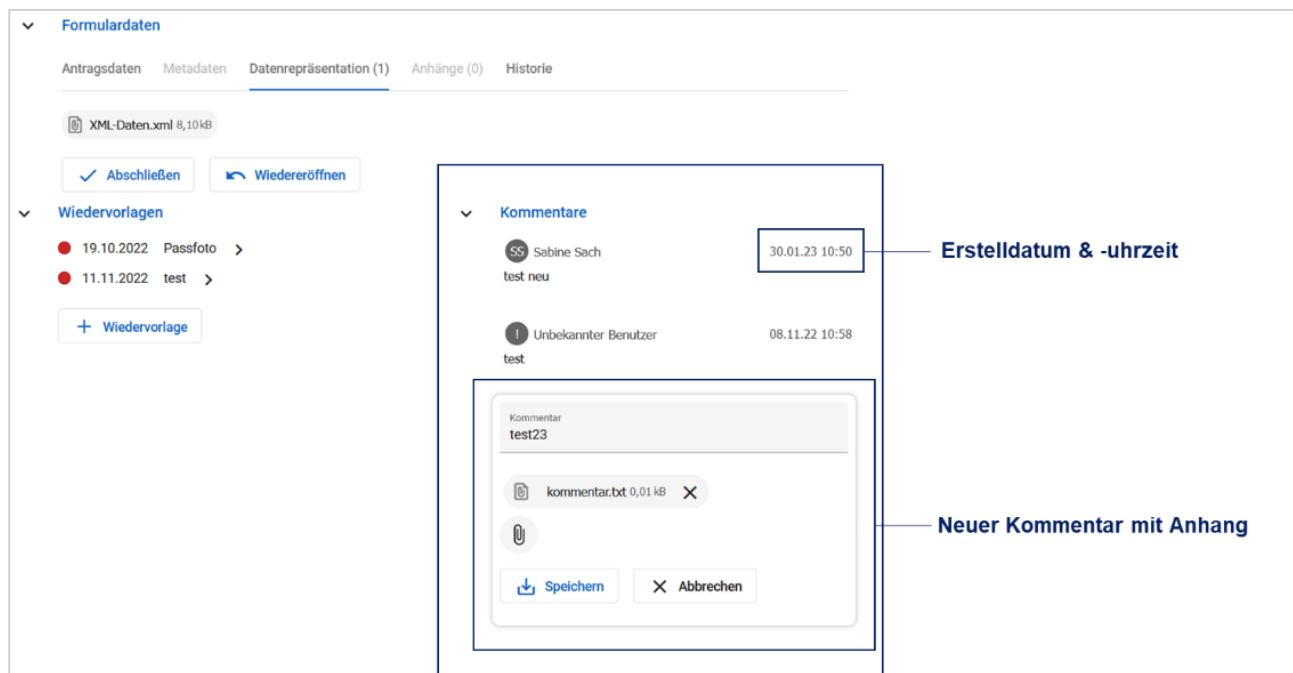 Formulardaten
Antragsdaten Metadaten Datenrepräsentation (1) Anhänge (0) Historie
XML-Daten.xml 8,10 kB
Abschließen Wiedereröffnen
Wiedervorlagen
19.10.2022 Passfoto
11.11.2022 test
+ Wiedervorlage
Kommentare
SS Sabine Sach 30.01.23 10:50
test neu
! Unbekannter Benutzer 08.11.22 10:58
test
Kommentar
test23
kommentar.txt 0,01 kB
Speichern Abbrechen
Erstelldatum & -uhrzeit
Neuer Kommentar mit Anhang